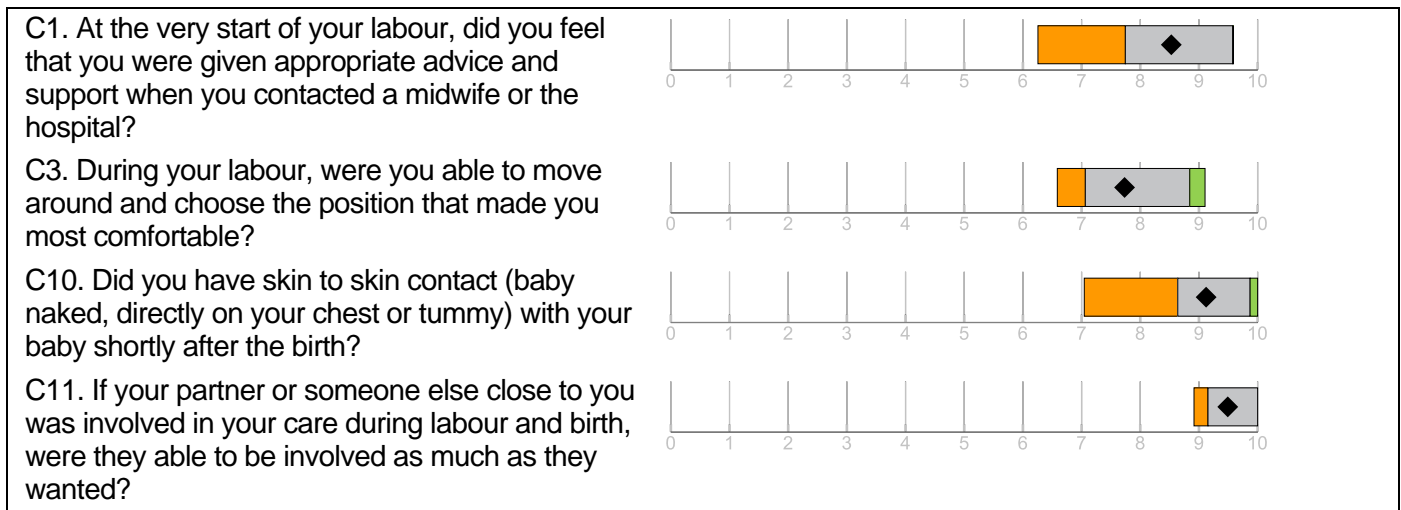 C1. At the very start of your labour, did you feel
that you were given appropriate advice and
support when you contacted a midwife or the
hospital?
0 1 2 3 4 5 6 7 8 9 10
C3. During your labour, were you able to move
around and choose the position that made you
most comfortable?
0 1 2 3 4 5 6 7 8 9 10
C10. Did you have skin to skin contact (baby
naked, directly on your chest or tummy) with your
baby shortly after the birth?
0 1 2 3 4 5 6 7 8 9 10
C11. If your partner or someone else close to you
was involved in your care during labour and birth,
were they able to be involved as much as they
wanted?
0 1 2 3 4 5 6 7 8 9 10